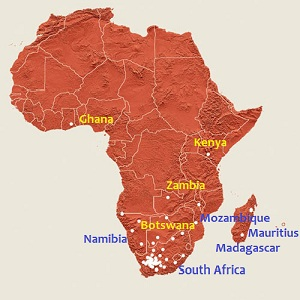 Ghana
Kenya
Zambia
Mozambique
Botswana
Mauritius
Namibia
Madagascar
South Africa